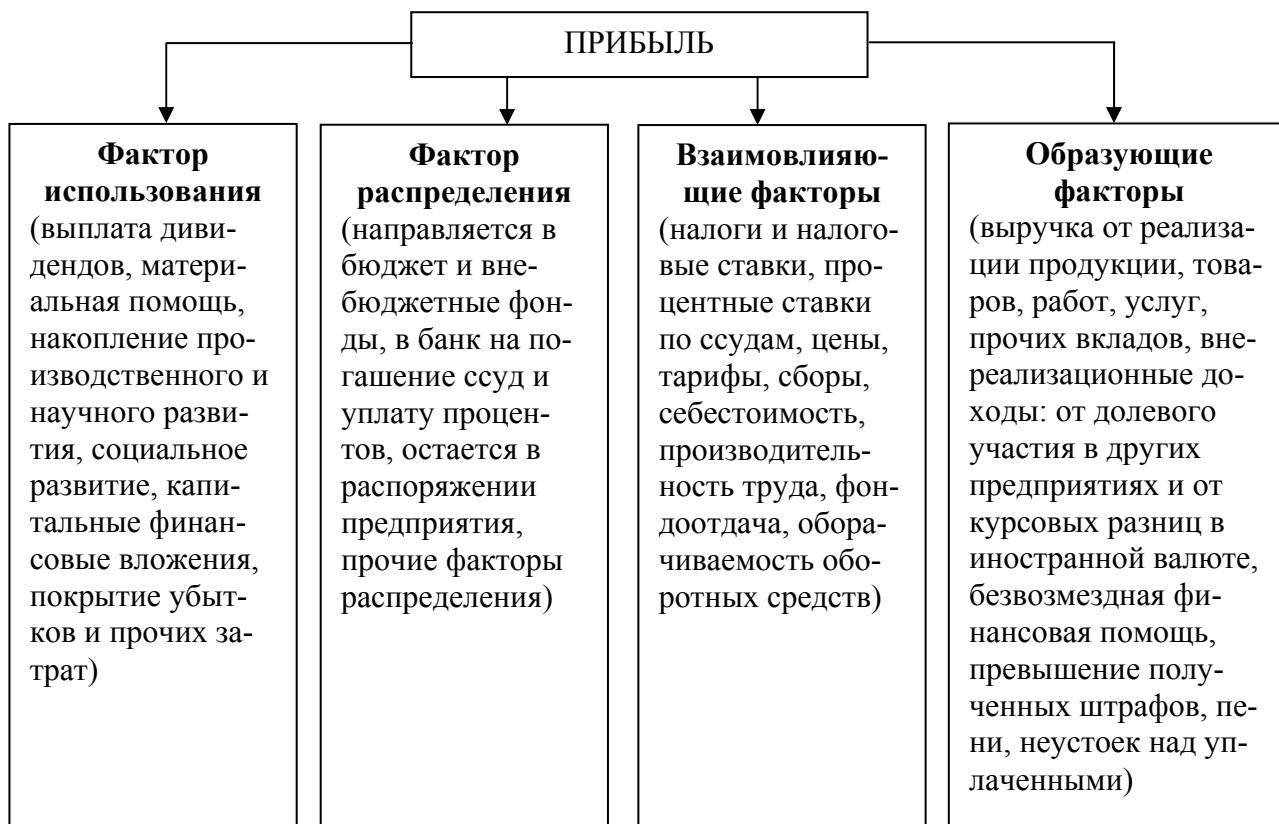 ПРИБЫЛЬ
Фактор
использования
(выплата диви-
дендов, матери-
альная помощь,
накопление про-
изводственного и
научного разви-
тия, социальное
развитие, капи-
тальные финан-
совые вложения,
покрытие убыт-
ков и прочих за-
трат)
Фактор
распределения
(направляется в
бюджет и вне-
бюджетные фон-
ды, в банк на по-
гашение ссуд и
уплату процен-
тов, остается в
распоряжении
предприятия,
прочие факторы
распределения)
Взаимовлияю-
щие факторы
(налоги и налого-
вые ставки, про-
центные ставки
по ссудам, цены,
тарифы, сборы,
себестоимость,
производитель-
ность труда, фон-
доотдача, обора-
чиваемость обо-
ротных средств)
Образующие
факторы
(выручка от реализа-
ции продукции, това-
ров, работ, услуг,
прочих вкладов, вне-
реализационные до-
ходы: от долевого
участия в других
предприятиях и от
курсовых разниц в
иностранной валюте,
безвозмездная фи-
нансовая помощь,
превышение полу-
ченных штрафов, пе-
ни, неустоек над уп-
лаченными)